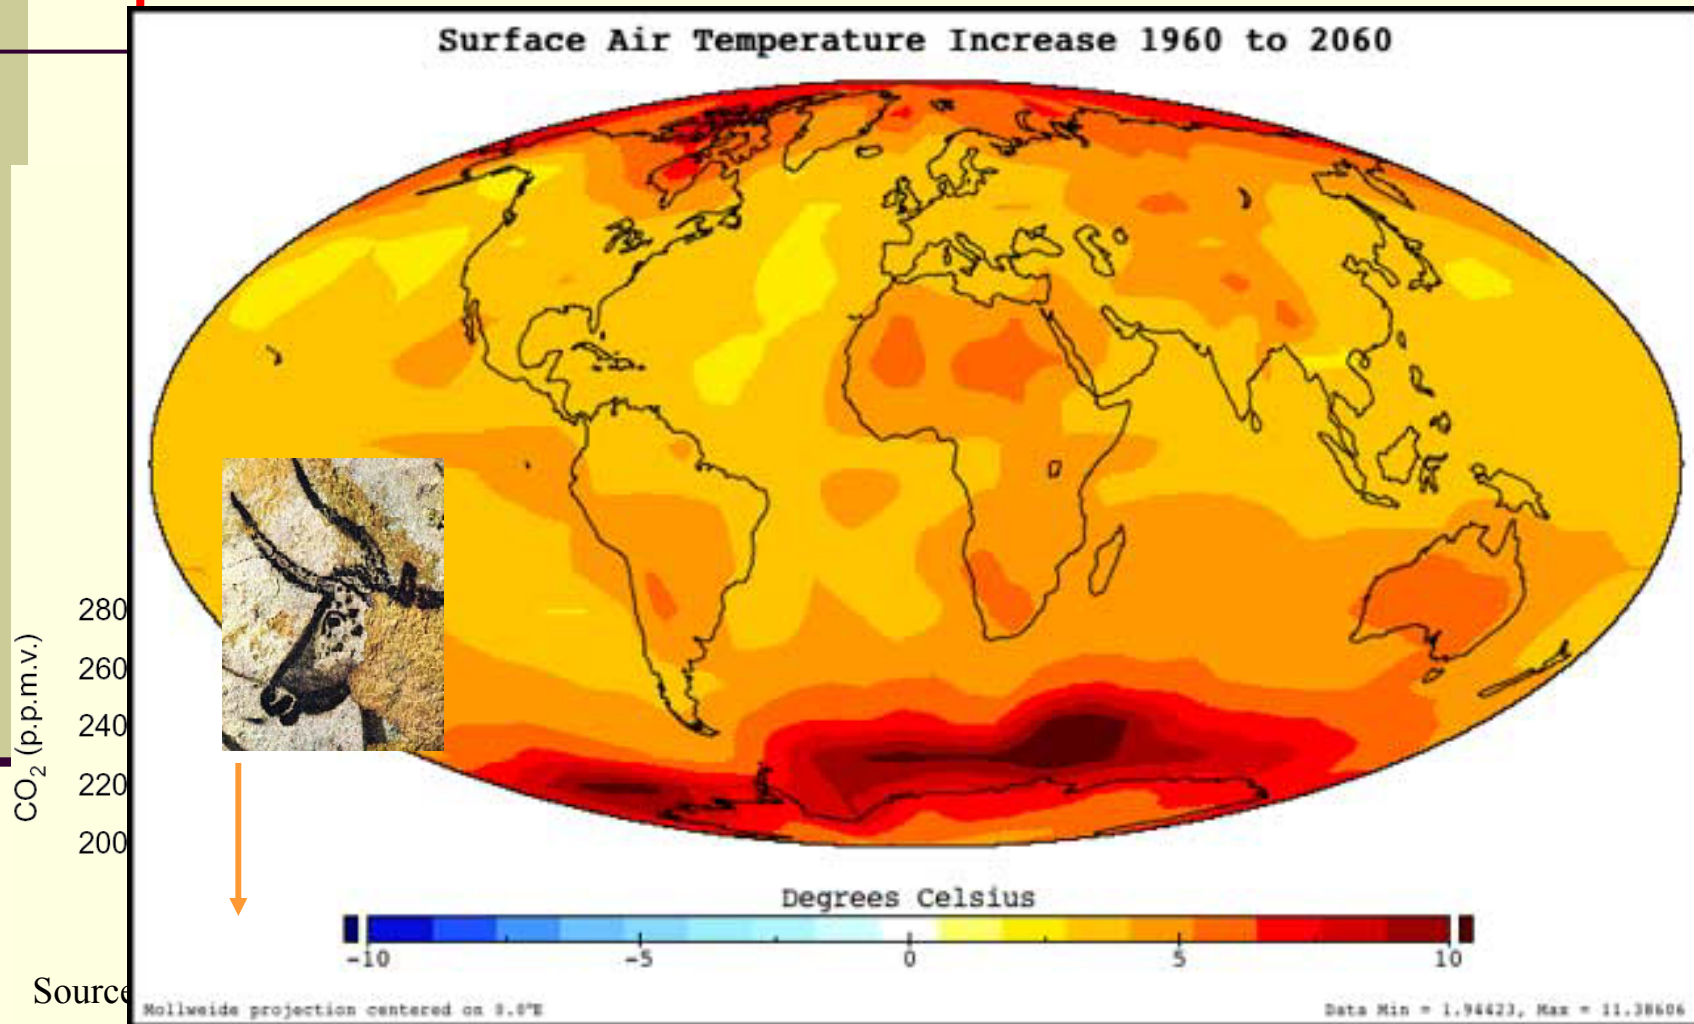 Surface Air Temperature Increase 1960 to 2060
280
260
240
220
200
CO2 (p.p.m.v.)
Degrees Celsius
-10 -5 0 5 10
Source
Mollweide projection centered on 0.0°E
Data Min = 1.94423, Max = 11.38606